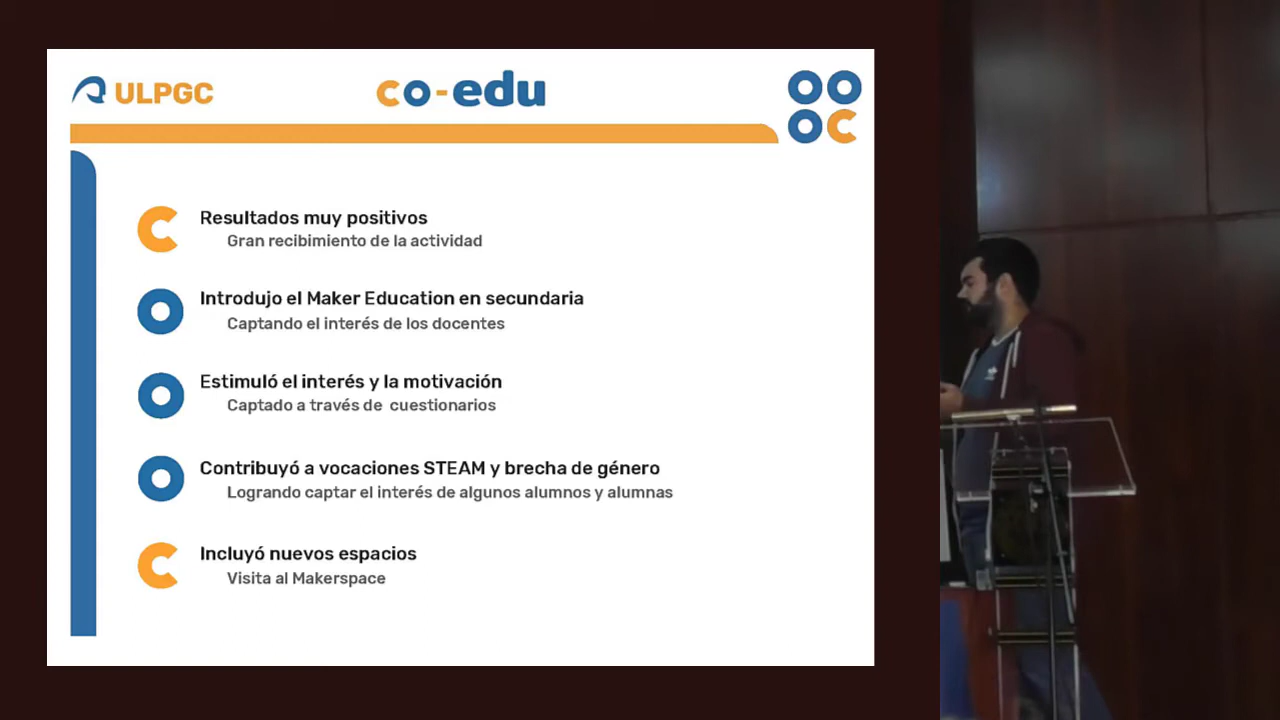 ULPGC
co-edu
Resultados muy positivos
Gran recibimiento de la actividad
Introdujo el Maker Education en secundaria
Captando el interés de los docentes
Estimuló el interés y la motivación
Captado a través de cuestionarios
Contribuyó a vocaciones STEAM y brecha de género
Logrando captar el interés de algunos alumnos y alumnas
Incluyó nuevos espacios
Visita al Makerspace